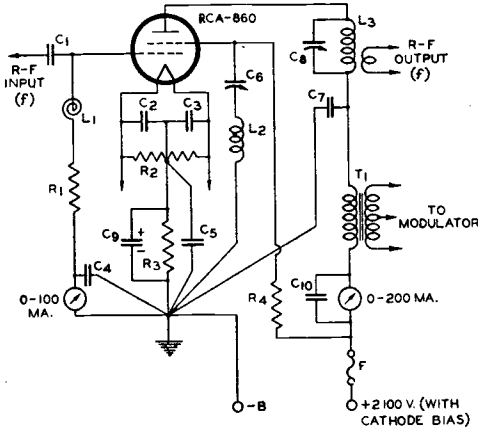 RCA-860
C1
R-F
INPUT
(f)
L1
R1
C4
0-100
MA.
C2
C3
R2
C9
+
-
R3
C5
C6
L2
R4
C8
L3
R-F
OUTPUT
(f)
C7
T1
TO
MODULATOR
C10
0-200 MA.
F
-B
+2100 V. (WITH
CATHODE BIAS)